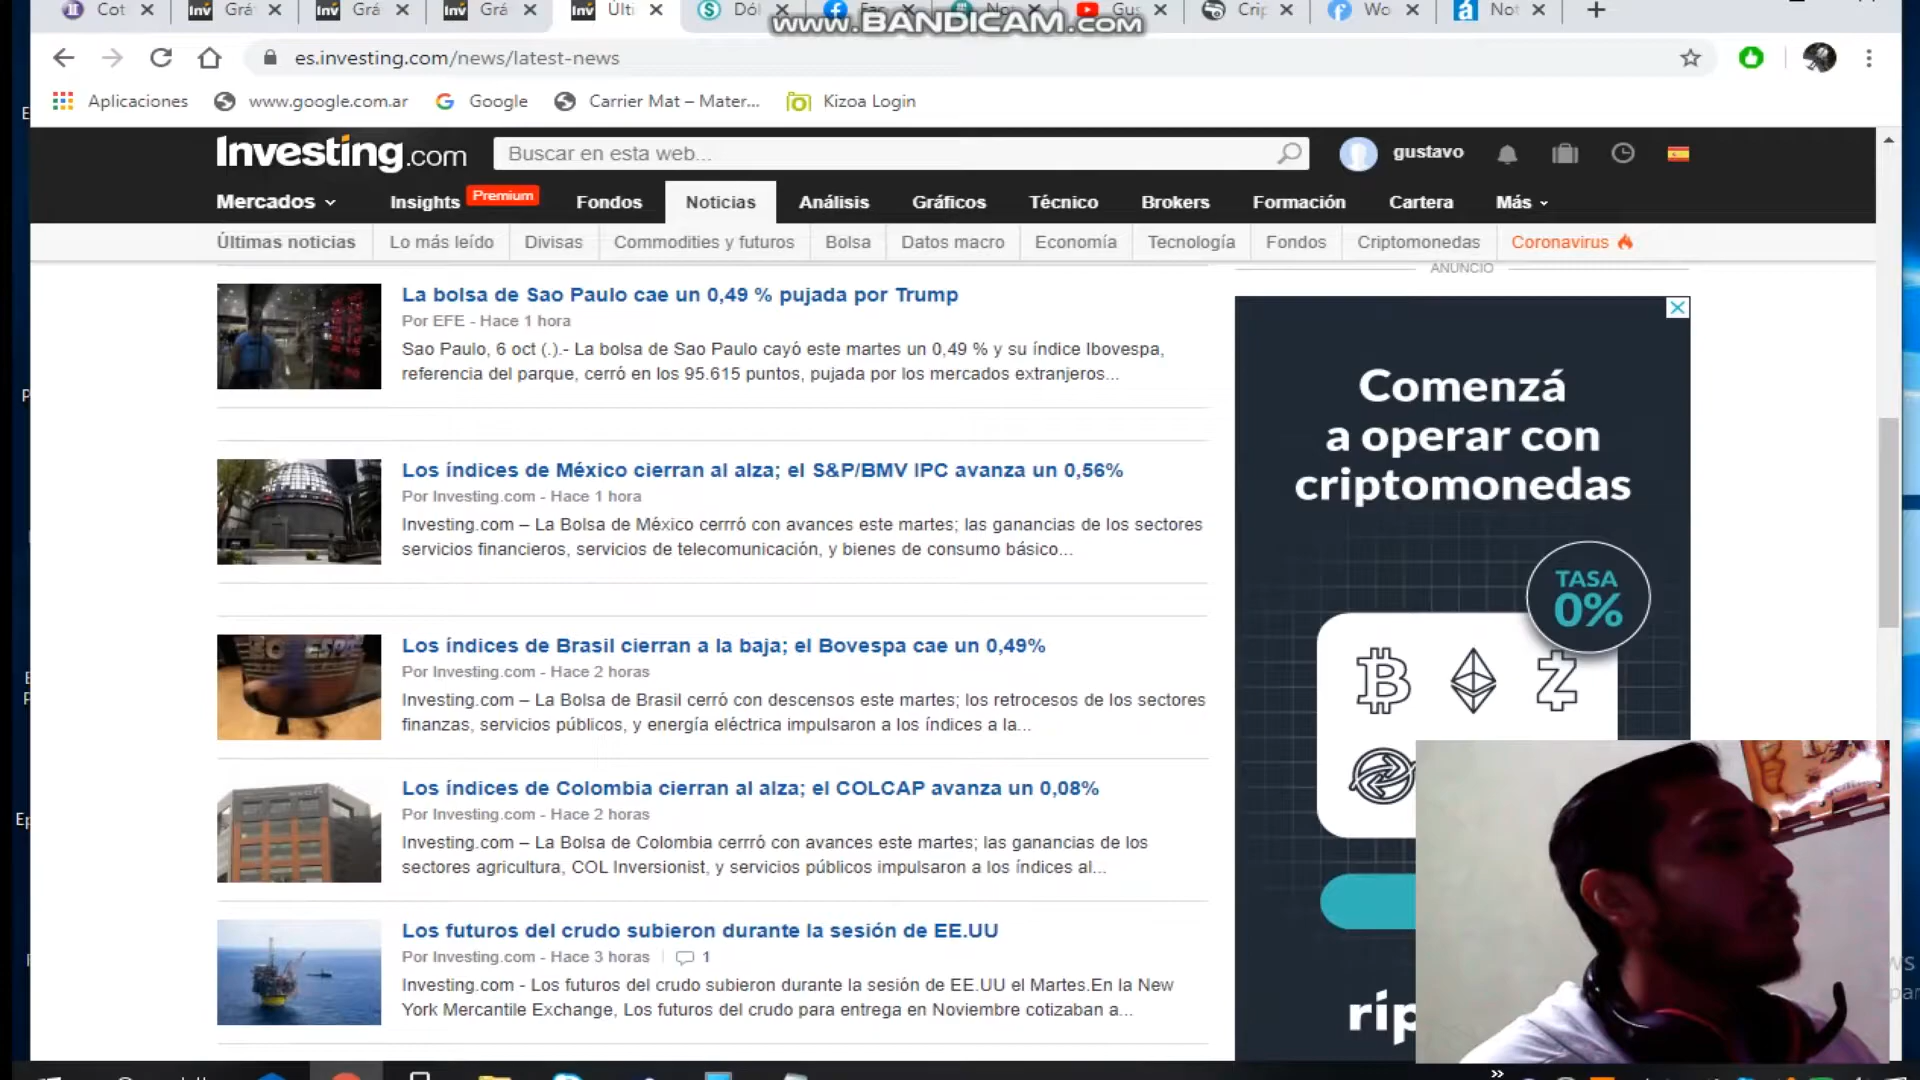 Cot
Grá
Grá
Grá
Últi
Dól
Not
Gus
Crip
Wo
Not
www.BANDICAM.com
es.investing.com/news/latest-news
Aplicaciones
www.google.com.ar
Google
Carrier Mat – Mater...
Kizoa Login
Investing.com
Buscar en esta web...
gustavo
Mercados
Insights
Premium
Fondos
Noticias
Análisis
Gráficos
Técnico
Brokers
Formación
Cartera
Más
Últimas noticias
Lo más leído
Divisas
Commodities y futuros
Bolsa
Datos macro
Economía
Tecnología
Fondos
Criptomonedas
Coronavirus
La bolsa de Sao Paulo cae un 0,49 % pujada por Trump
Por EFE - Hace 1 hora
Sao Paulo, 6 oct (.).- La bolsa de Sao Paulo cayó este martes un 0,49 % y su índice Ibovespa,
referencia del parque, cerró en los 95.615 puntos, pujada por los mercados extranjeros...
Los índices de México cierran al alza; el S&P/BMV IPC avanza un 0,56%
Por Investing.com - Hace 1 hora
Investing.com – La Bolsa de México cerrró con avances este martes; las ganancias de los sectores
servicios financieros, servicios de telecomunicación, y bienes de consumo básico...
Los índices de Brasil cierran a la baja; el Bovespa cae un 0,49%
Por Investing.com - Hace 2 horas
Investing.com – La Bolsa de Brasil cerró con descensos este martes; los retrocesos de los sectores
finanzas, servicios públicos, y energía eléctrica impulsaron a los índices a la...
Los índices de Colombia cierran al alza; el COLCAP avanza un 0,08%
Por Investing.com - Hace 2 horas
Investing.com – La Bolsa de Colombia cerrró con avances este martes; las ganancias de los
sectores agricultura, COL Inversionist, y servicios públicos impulsaron a los índices al...
Los futuros del crudo subieron durante la sesión de EE.UU
Por Investing.com - Hace 3 horas
1
Investing.com - Los futuros del crudo subieron durante la sesión de EE.UU el Martes.En la New
York Mercantile Exchange, Los futuros del crudo para entrega en Noviembre cotizaban a...
ANUNCIO
Comenzá
a operar con
criptomonedas
TASA
0%
rip